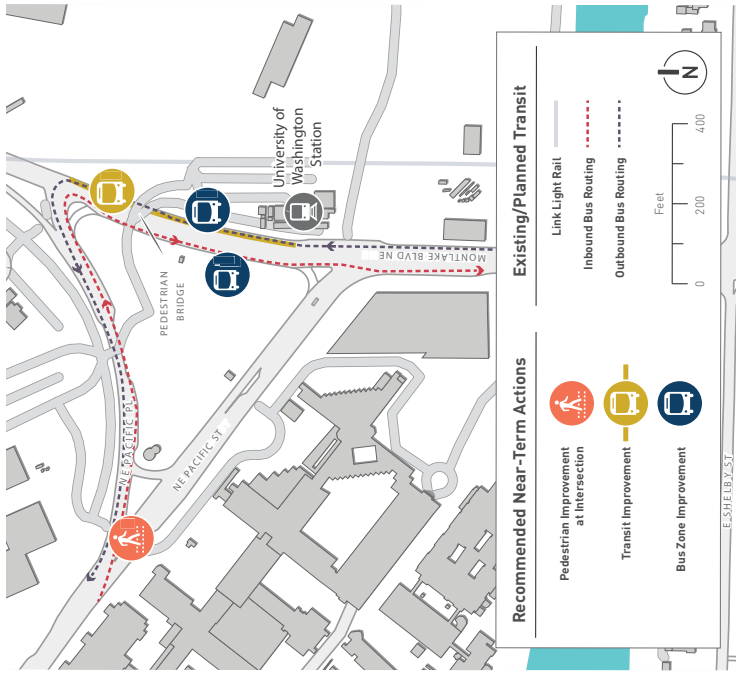 University of
Washington
Station
MONTLAKE BLVD NE
PEDESTRIAN
BRIDGE
NE PACIFIC PL
NE PACIFIC ST
E SHELBY ST
Recommended Near-Term Actions
Pedestrian Improvement
at Intersection
Transit Improvement
Bus Zone Improvement
Existing/Planned Transit
Link Light Rail
Inbound Bus Routing
Outbound Bus Routing
Feet
0 200 400
N